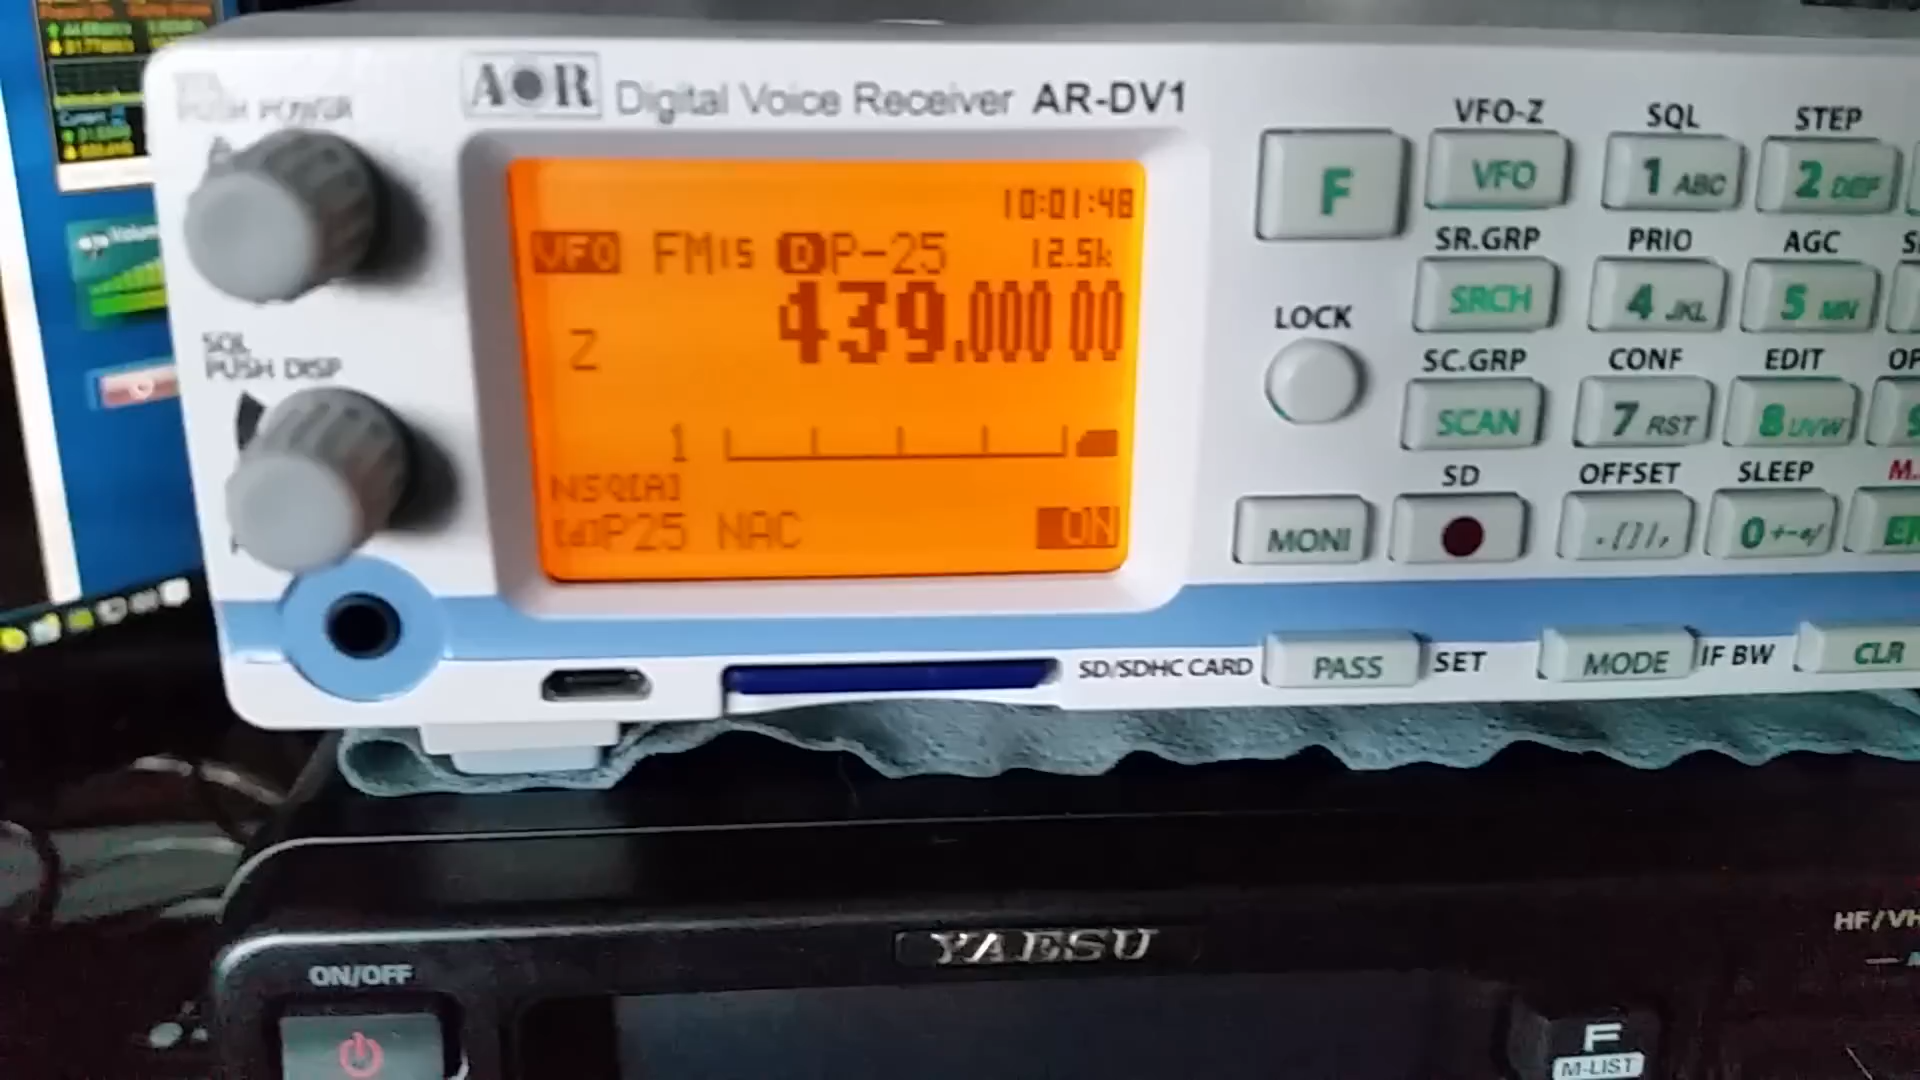 PUSH POWER
AOR Digital Voice Receiver AR-DV1
10:01:48
VFO FM15 D P-25 12.5k
439.000 00
Z
1
NSQ[A]
[d]P25 NAC ON
SQL
PUSH DISP
F
LOCK
MONI
VFO-Z SQL STEP
VFO 1 ABC 2 DEF
SR.GRP PRIO AGC
SRCH 4 JKL 5 MN
SC.GRP CONF EDIT OP
SCAN 7 RST 8 UVW 9
SD OFFSET SLEEP M.
0
SD/SDHC CARD PASS SET MODE IF BW CLR
YAESU
HF/VH
ON/OFF
F
M-LIST